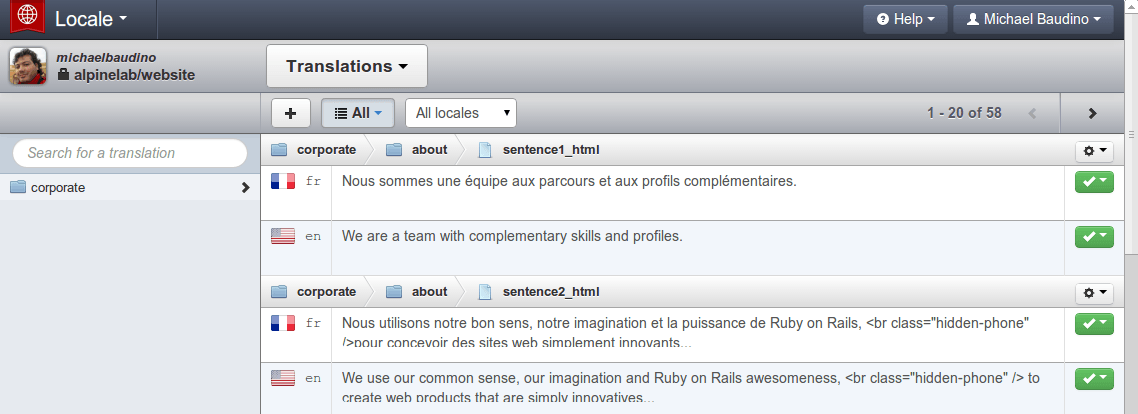 Locale
Help
Michael Baudino
michaelbaudino
alpinelab/website
Translations
All
All locales
1 - 20 of 58
Search for a translation
corporate
corporate about sentence1_html
fr Nous sommes une équipe aux parcours et aux profils complémentaires.
en We are a team with complementary skills and profiles.
corporate about sentence2_html
fr Nous utilisons notre bon sens, notre imagination et la puissance de Ruby on Rails, <br class="hidden-phone"
/>pour concevoir des sites web simplement innovants...
en We use our common sense, our imagination and Ruby on Rails awesomeness, <br class="hidden-phone" /> to
create web products that are simply innovatives...